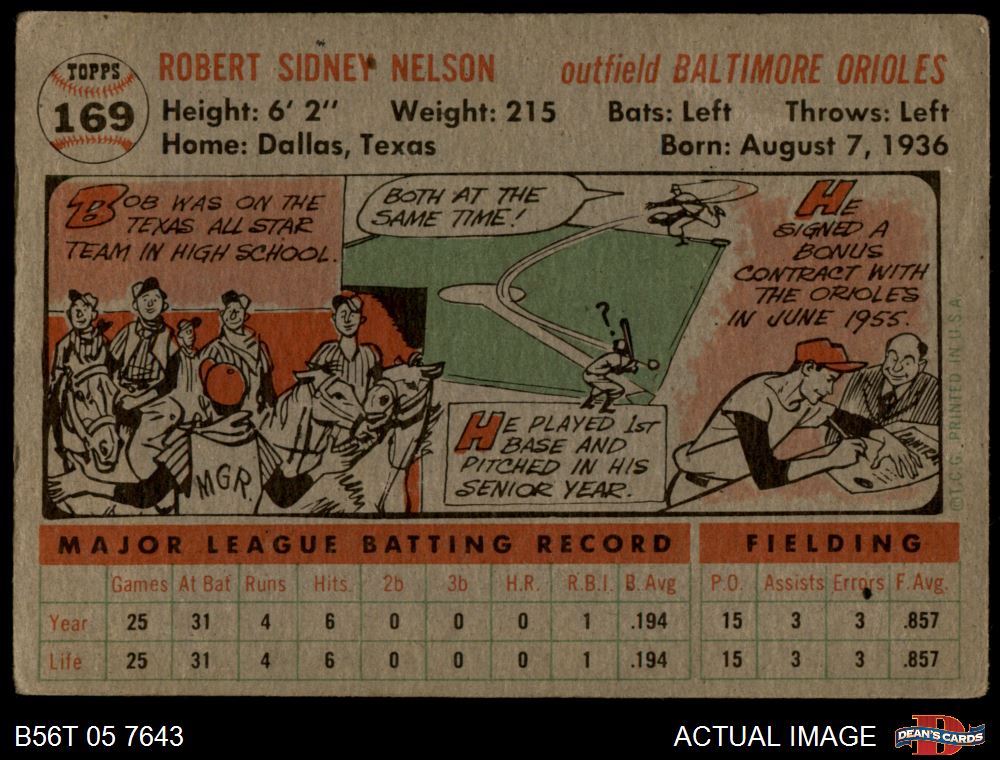 TOPPS
169
ROBERT SIDNEY NELSON outfield BALTIMORE ORIOLES
Height: 6' 2" Weight: 215 Bats: Left Throws: Left
Home: Dallas, Texas Born: August 7, 1936
BOB WAS ON THE
TEXAS ALL STAR
TEAM IN HIGH SCHOOL.
MGR.
BOTH AT THE
SAME TIME!
?
HE PLAYED 1ST
BASE AND
PITCHED IN HIS
SENIOR YEAR.
HE
SIGNED A
BONUS
CONTRACT WITH
THE ORIOLES
IN JUNE 1955.
©T.C.G. PRINTED IN U.S.A.
MAJOR LEAGUE BATTING RECORD FIELDING
Games At Bat Runs Hits 2b 3b H.R. R.B.I. B. Avg P.O. Assists Errors F. Avg.
Year 25 31 4 6 0 0 0 1 .194 15 3 3 .857
Life 25 31 4 6 0 0 0 1 .194 15 3 3 .857
B56T 05 7643 ACTUAL IMAGE DEAN'S CARDS